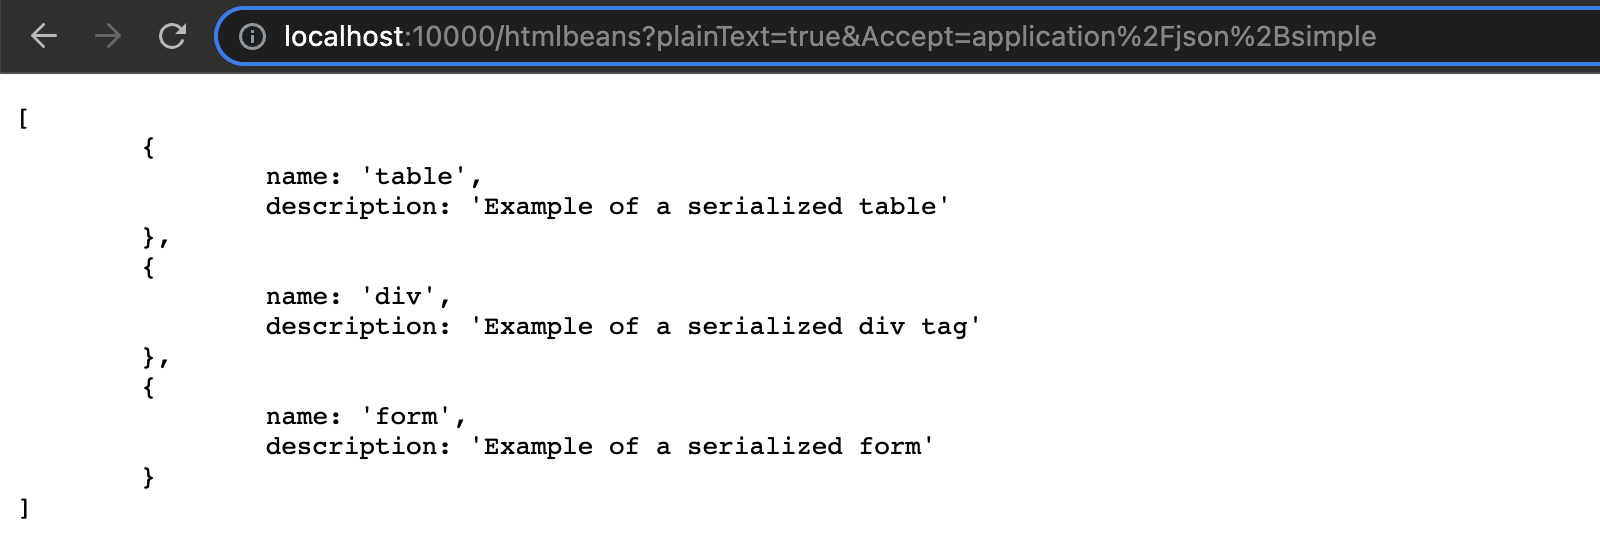 localhost:10000/htmlbeans?plainText=true&Accept=application%2Fjson%2Bsimple
[
{
name: 'table',
description: 'Example of a serialized table'
},
{
name: 'div',
description: 'Example of a serialized div tag'
},
{
name: 'form',
description: 'Example of a serialized form'
}
]